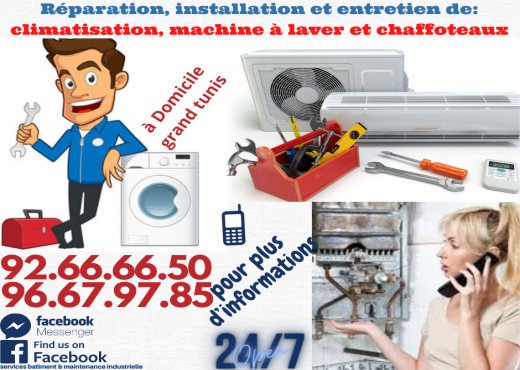 Réparation, installation et entretien de:
climatisation, machine à laver et chaffoteaux
à Domicile
grand tunis
92.66.66.50
96.67.97.85
pour plus
d'informations
facebook
Messenger
Find us on
Facebook
services batiment & maintenance industrielle
24/7
Open